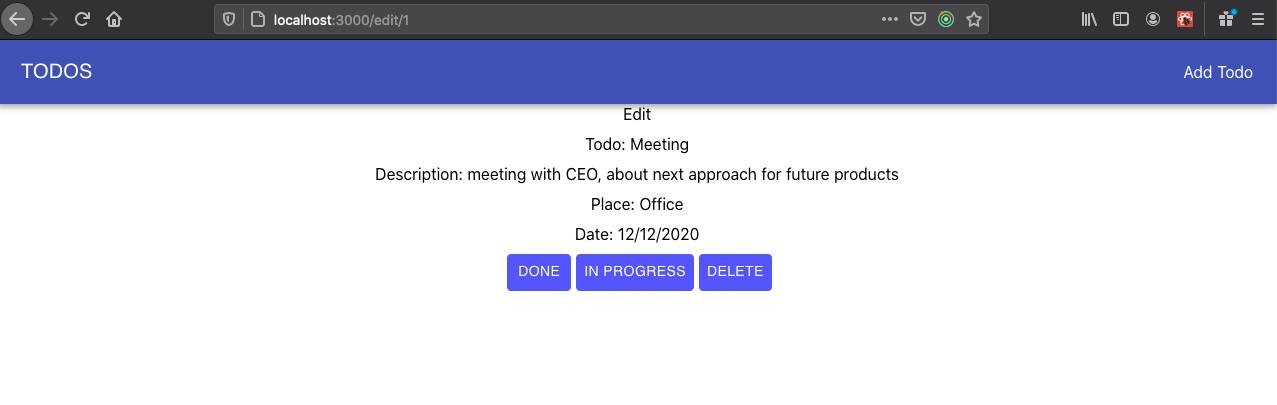 localhost:3000/edit/1
TODOS
Add Todo
Edit
Todo: Meeting
Description: meeting with CEO, about next approach for future products
Place: Office
Date: 12/12/2020
DONE IN PROGRESS DELETE